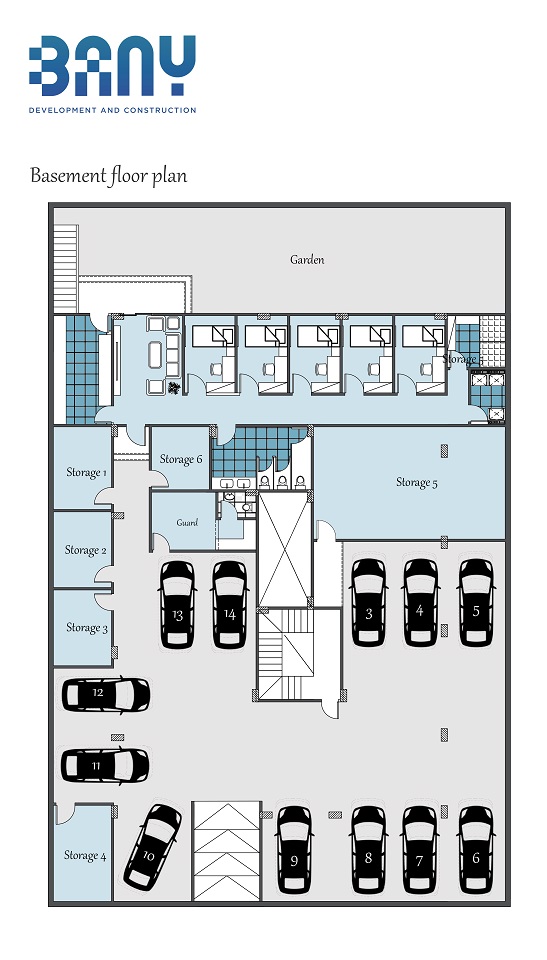 BANY
DEVELOPMENT AND CONSTRUCTION
Basement floor plan
Garden
Storage 7
Storage 1
Storage 6
Storage 5
Guard
Storage 2
Storage 3
13
14
3
4
5
12
11
10
9
8
7
6
Storage 4